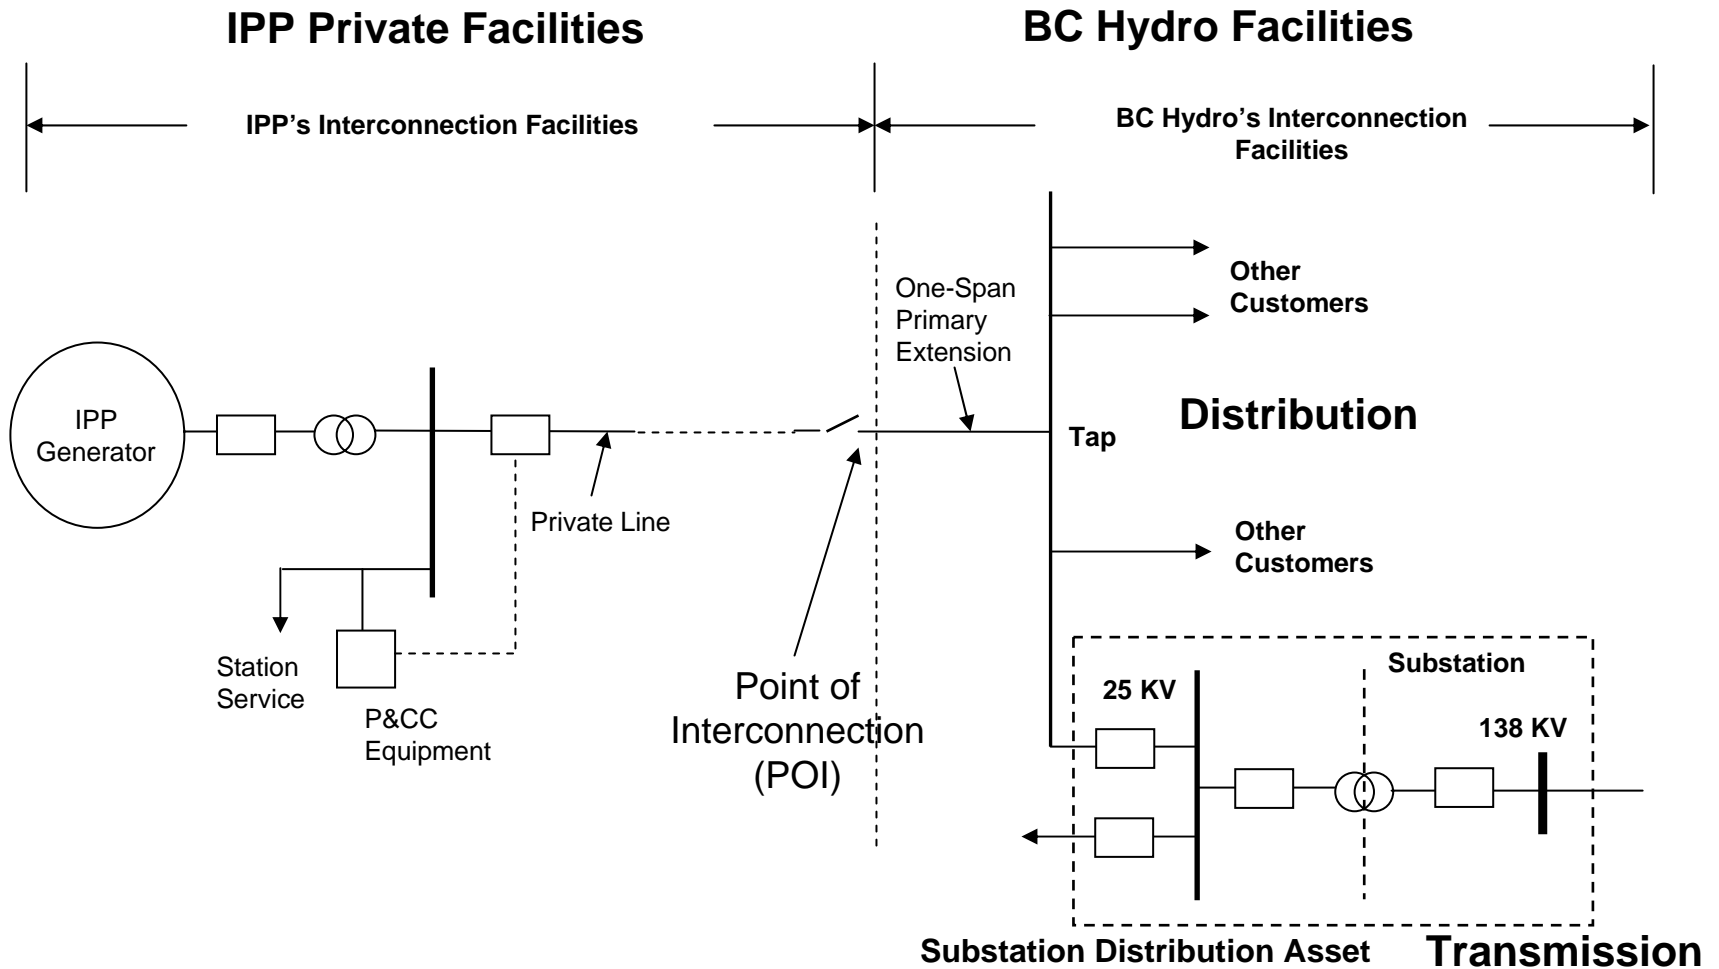 IPP Private Facilities
BC Hydro Facilities
IPP's Interconnection Facilities
BC Hydro's Interconnection
Facilities
One-Span
Primary
Extension
Other
Customers
IPP
Generator
Tap
Distribution
Private Line
Other
Customers
Station
Service
P&CC
Equipment
Point of
Interconnection
(POI)
Substation
25 KV
138 KV
Substation Distribution Asset
Transmission